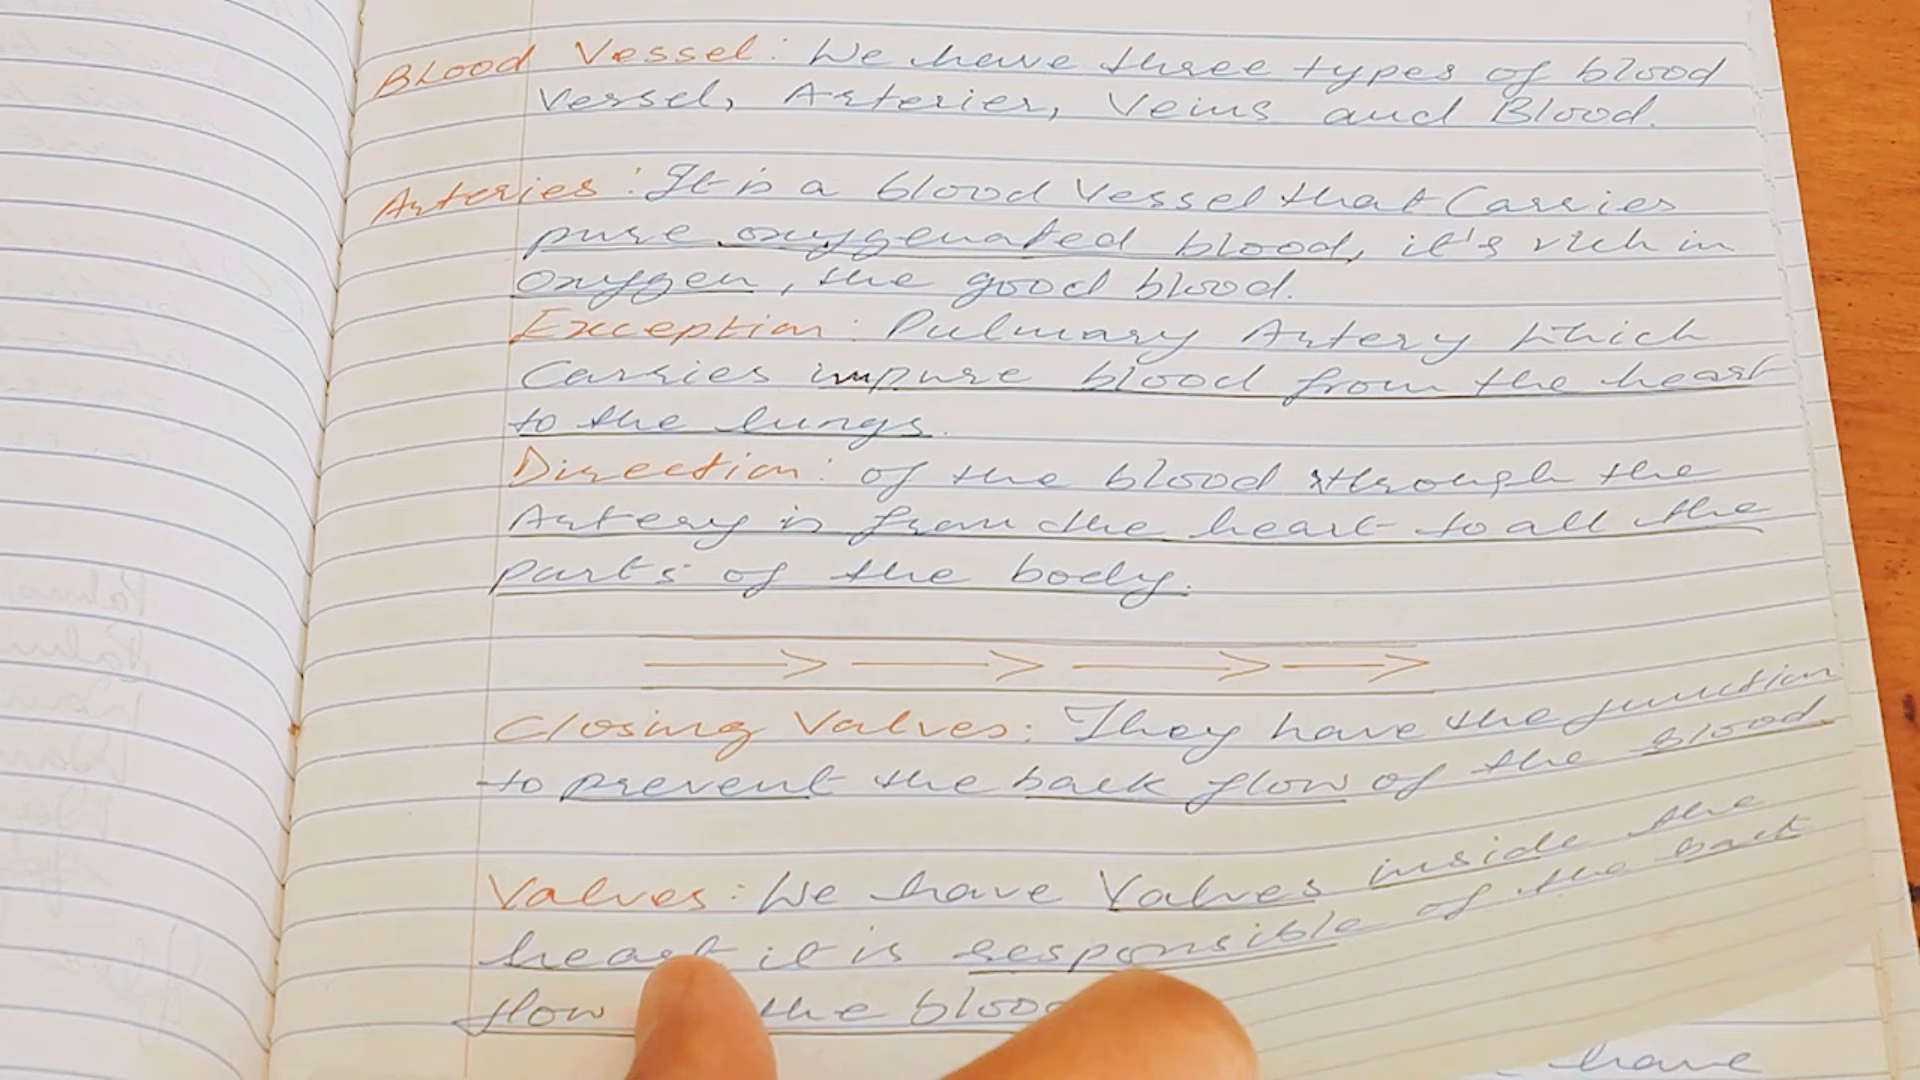 Blood Vessel: We have three types of blood
Vessel, Arteries, Veins and Blood.
Arteries: It is a blood Vessel that Carries
pure oxygenated blood, it's rich in
oxygen, the good blood.
Exception: Pulmary Artery which
Carries impure blood from the heart
to the lungs.
Direction: of the blood through the
Artery is from the heart to all the
parts of the body.
Closing Valves: They have the function
to prevent the back flow of the Blood
Valves: We have Valves inside the
heart it is responsible of the back
flow the blood
have